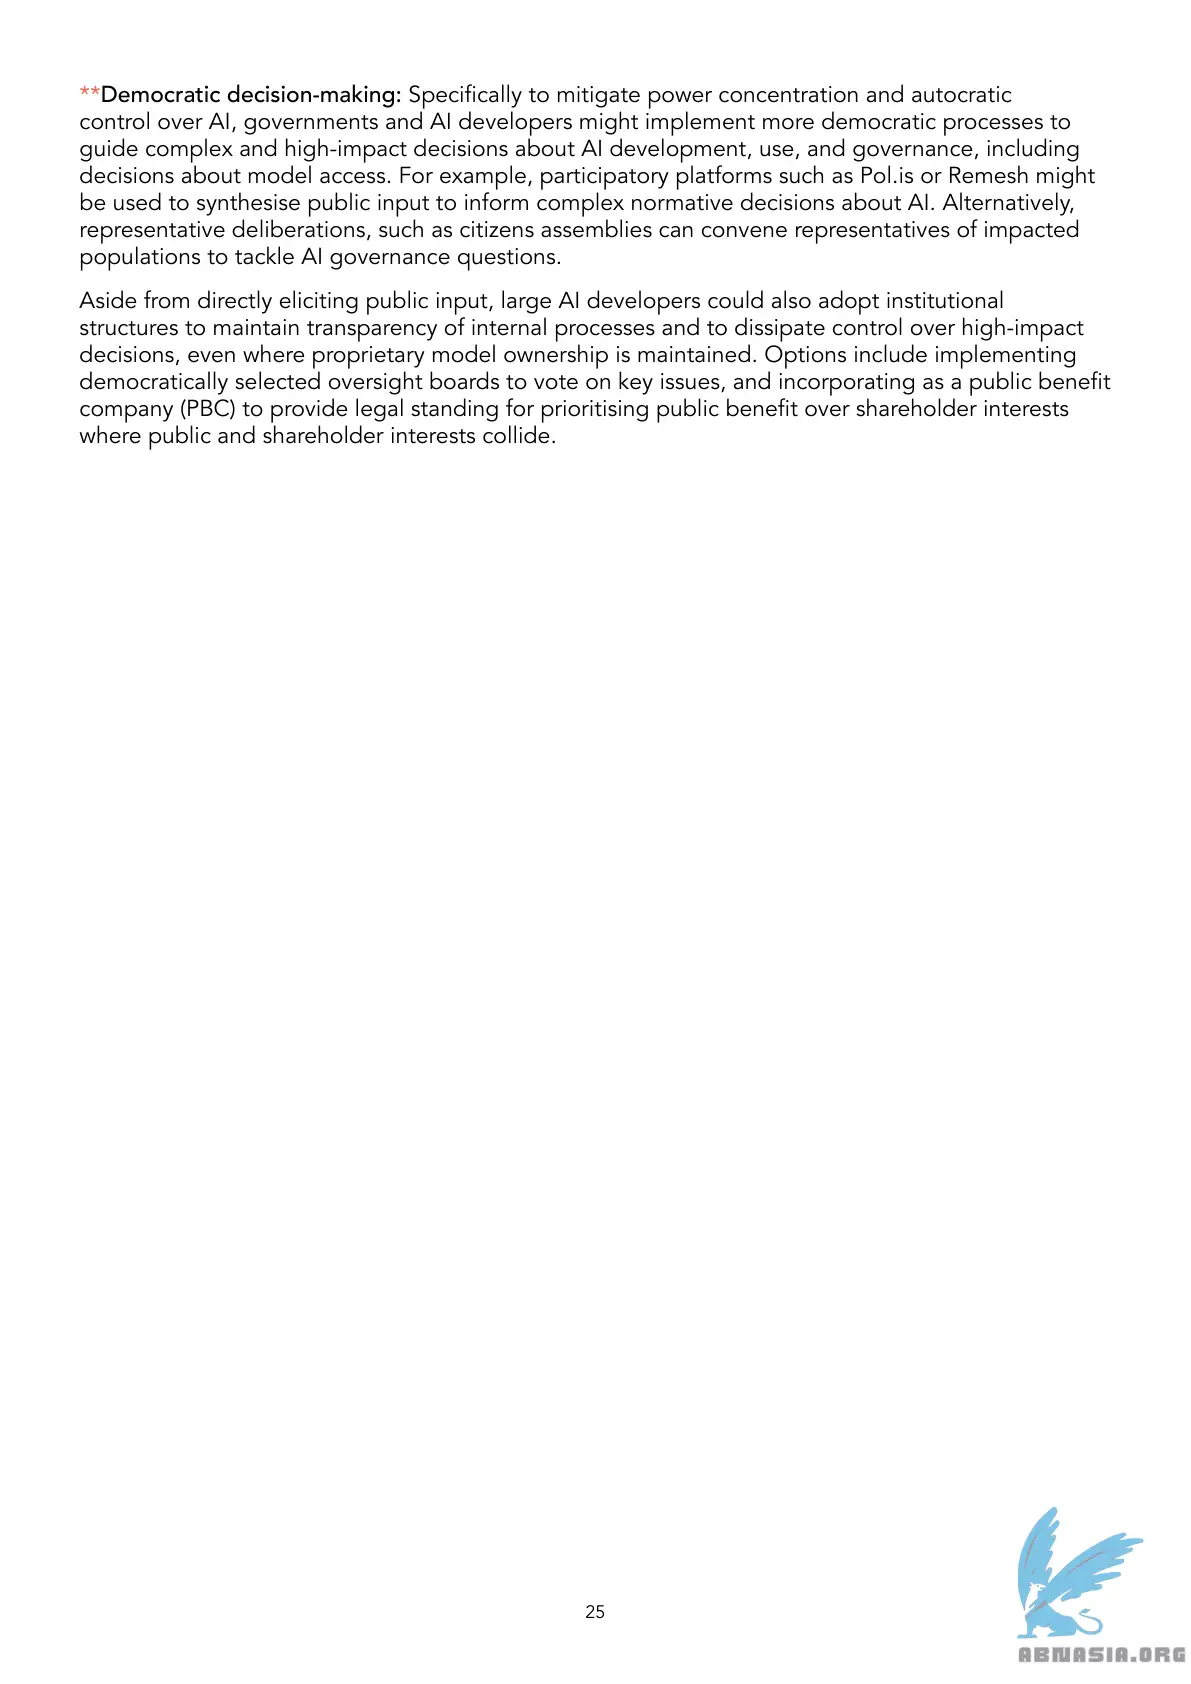 **Democratic decision-making: Specifically to mitigate power concentration and autocratic
control over AI, governments and AI developers might implement more democratic processes to
guide complex and high-impact decisions about AI development, use, and governance, including
decisions about model access. For example, participatory platforms such as Pol.is or Remesh might
be used to synthesise public input to inform complex normative decisions about AI. Alternatively,
representative deliberations, such as citizens assemblies can convene representatives of impacted
populations to tackle AI governance questions.
Aside from directly eliciting public input, large AI developers could also adopt institutional
structures to maintain transparency of internal processes and to dissipate control over high-impact
decisions, even where proprietary model ownership is maintained. Options include implementing
democratically selected oversight boards to vote on key issues, and incorporating as a public benefit
company (PBC) to provide legal standing for prioritising public benefit over shareholder interests
where public and shareholder interests collide.
25
ABNASIA.ORG